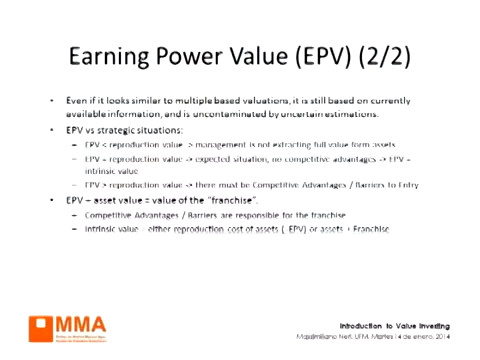 Earning Power Value (EPV) (2/2)
• Even if it looks similar to multiple based valuations, it is still based on currently
available information, and is uncontaminated by uncertain estimations.
• EPV vs strategic situations:
– EPV < reproduction value -> management is not extracting full value form assets
– EPV = reproduction value -> expected situation, no competitive advantages -> EPV =
intrinsic value
– EPV > reproduction value -> there must be Competitive Advantages / Barriers to Entry
• EPV – asset value = value of the "franchise".
– Competitive Advantages / Barriers are responsible for the franchise
– Intrinsic value = either reproduction cost of assets (= EPV) or assets + Franchise
MMA
Introduction to Value Investing
UFM, Martes 14 de enero, 2014